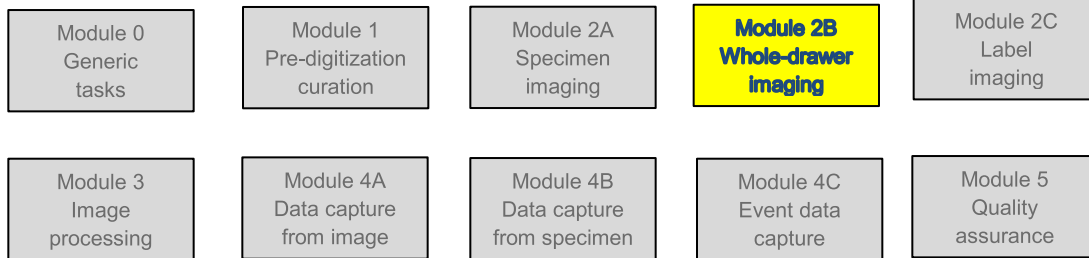 Module 0
Generic
tasks
Module 1
Pre-digitization
curation
Module 2A
Specimen
imaging
Module 2B
Whole-drawer
imaging
Module 2C
Label
imaging
Module 3
Image
processing
Module 4A
Data capture
from image
Module 4B
Data capture
from specimen
Module 4C
Event data
capture
Module 5
Quality
assurance